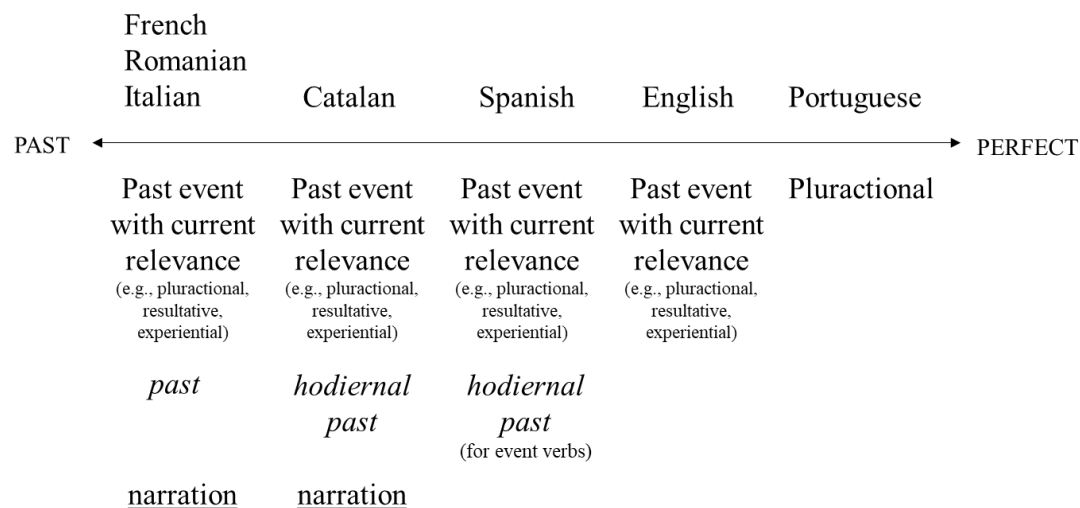 French
Romanian
Italian
Catalan
Spanish
English
Portuguese
PAST
PERFECT
Past event
with current
relevance
(e.g., pluractional,
resultative,
experiential)
past
narration
Past event
with current
relevance
(e.g., pluractional,
resultative,
experiential)
hodiernal
past
narration
Past event
with current
relevance
(e.g., pluractional,
resultative,
experiential)
hodiernal
past
(for event verbs)
Past event
with current
relevance
(e.g., pluractional,
resultative,
experiential)
Pluractional